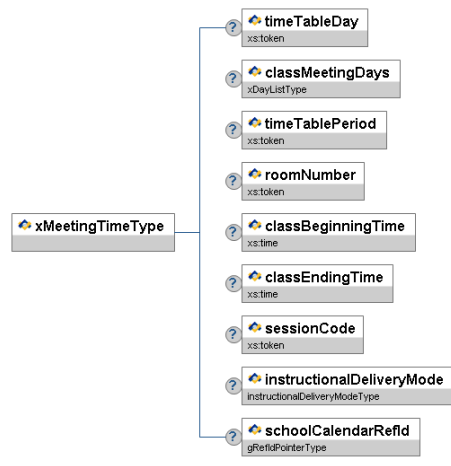 timeTableDay
xs:token
?
classMeetingDays
xDayListType
?
timeTablePeriod
xs:token
?
roomNumber
xs:token
?
xMeetingTimeType
classBeginningTime
xs:time
?
classEndingTime
xs:time
?
sessionCode
xs:token
?
instructionalDeliveryMode
instructionalDeliveryModeType
?
schoolCalendarRefId
gRefIdPointerType
?